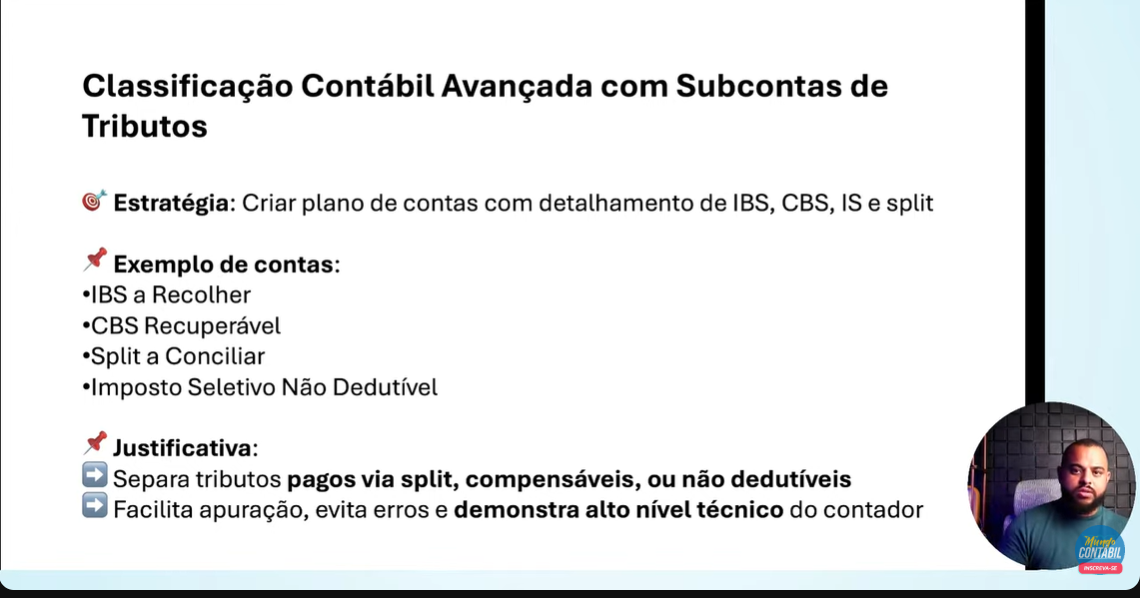 Classificação Contábil Avançada com Subcontas de
Tributos
Estratégia: Criar plano de contas com detalhamento de IBS, CBS, IS e split
Exemplo de contas:
•IBS a Recolher
•CBS Recuperável
•Split a Conciliar
•Imposto Seletivo Não Dedutível
Justificativa:
Separa tributos pagos via split, compensáveis, ou não dedutíveis
Facilita apuração, evita erros e demonstra alto nível técnico do contador
Mundo
CONTÁBIL
INSCREVA-SE